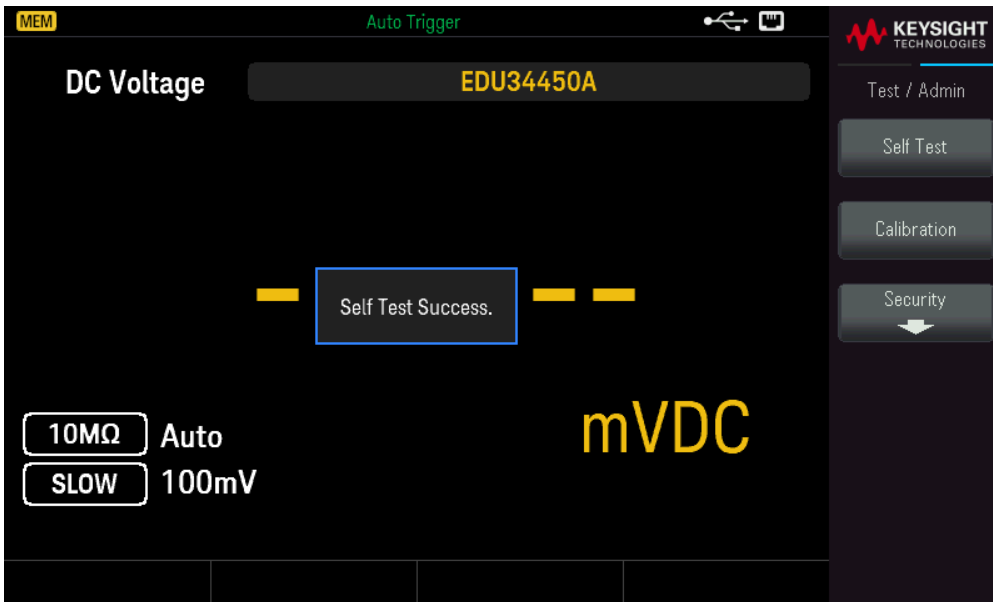 MEM
Auto Trigger
KEYSIGHT
TECHNOLOGIES
DC Voltage
EDU34450A
Test / Admin
Self Test
Calibration
Security
Self Test Success.
mVDC
10MΩ Auto
SLOW 100mV